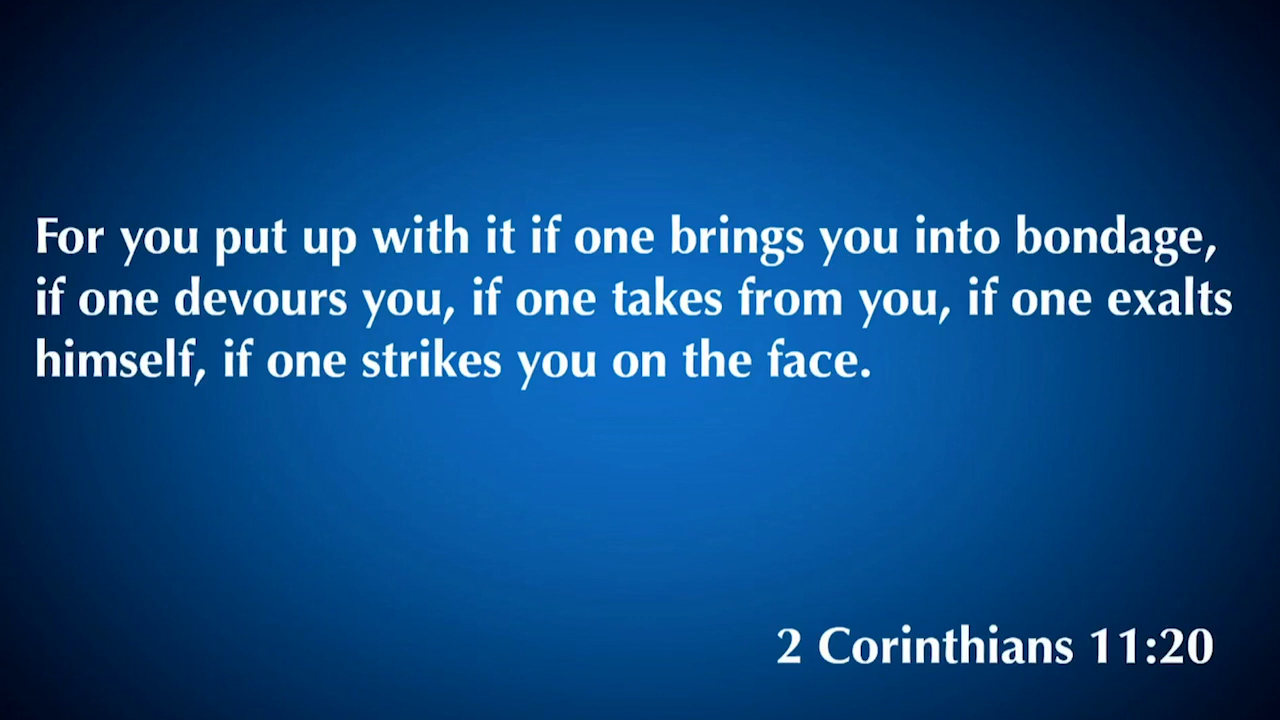 For you put up with it if one brings you into bondage,
if one devours you, if one takes from you, if one exalts
himself, if one strikes you on the face.
2 Corinthians 11:20